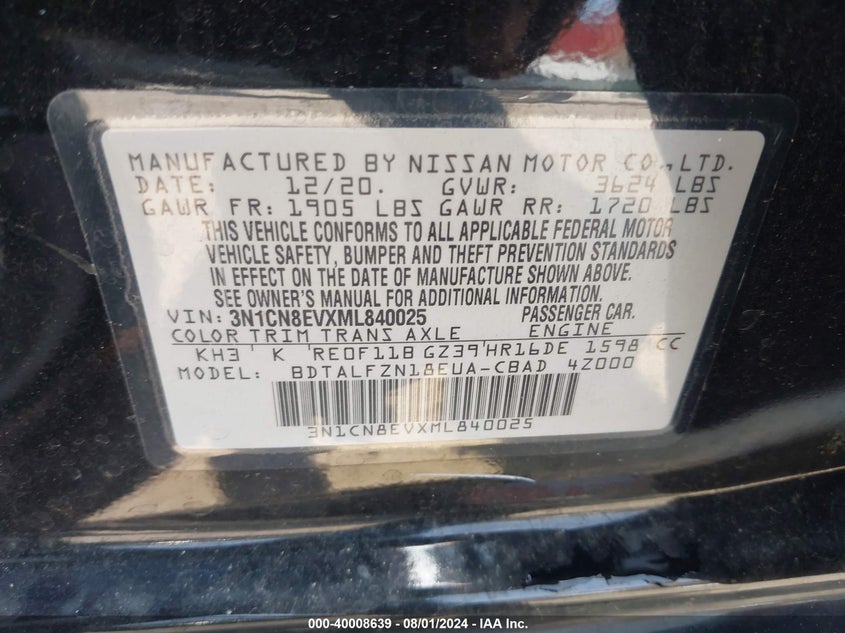 MANUFACTURED BY NISSAN MOTOR CO., LTD.
DATE: 12/20. GVWR: 3624 LBS
GAWR FR: 1905 LBS GAWR RR: 1720 LBS
THIS VEHICLE CONFORMS TO ALL APPLICABLE FEDERAL MOTOR
VEHICLE SAFETY, BUMPER AND THEFT PREVENTION STANDARDS
IN EFFECT ON THE DATE OF MANUFACTURE SHOWN ABOVE.
SEE OWNER'S MANUAL FOR ADDITIONAL INFORMATION.
VIN: 3N1CN8EVXML840025 PASSENGER CAR.
COLOR TRIM TRANS AXLE ENGINE
KH3 K RE0F11B GZ39 HR16DE 1598 CC
MODEL: BDTALFZN18EUA-CBAD 4Z000
3N1CN8EVXML840025
000-40008639 - 08/01/2024 - IAA Inc.